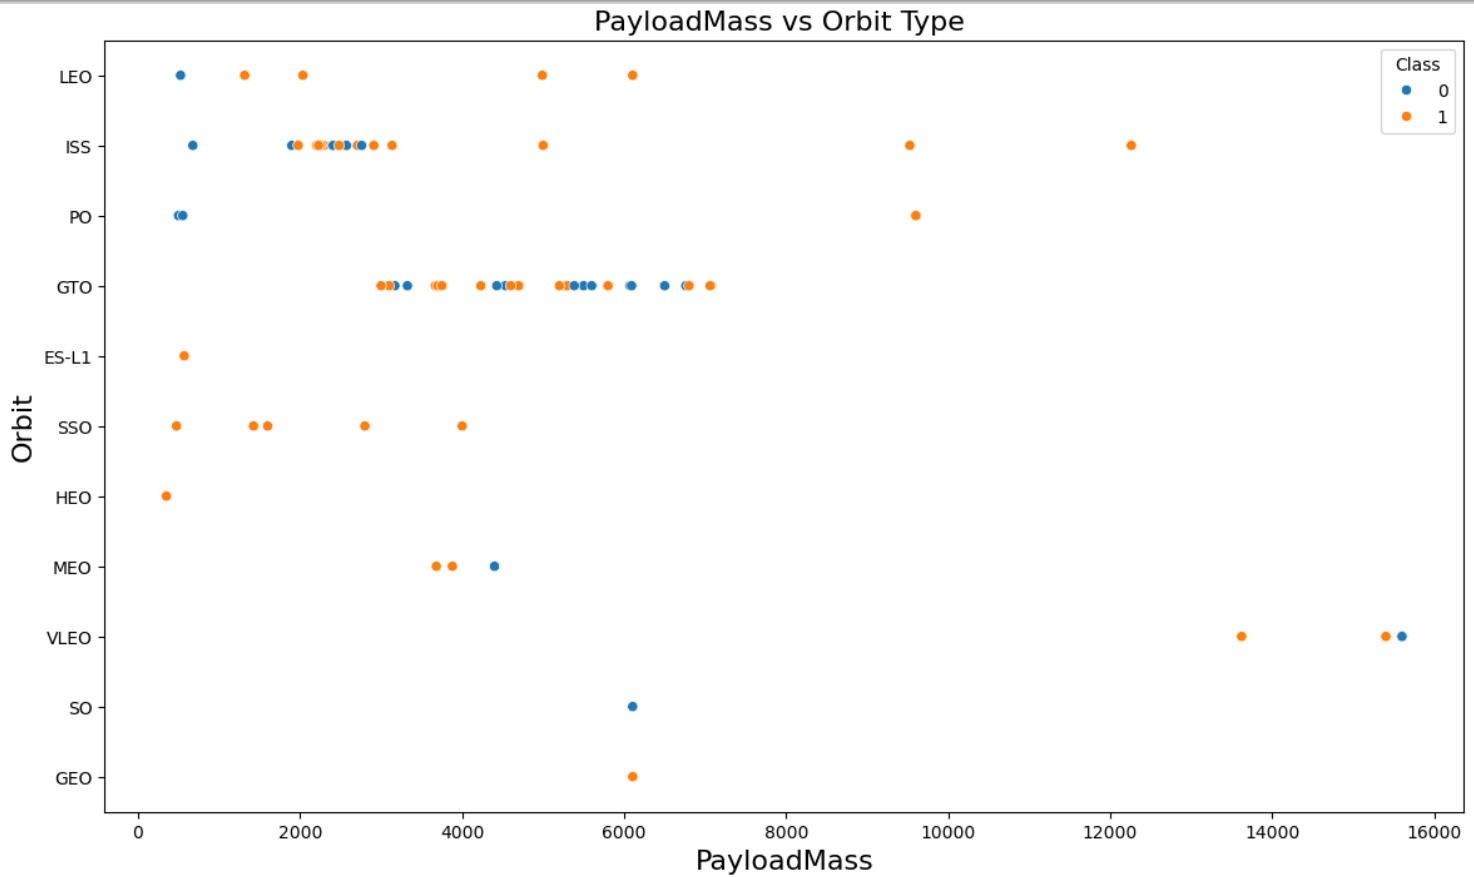 PayloadMass vs Orbit Type
Class
0
1
LEO
ISS
PO
GTO
ES-L1
SSO
HEO
MEO
VLEO
SO
GEO
Orbit
0 2000 4000 6000 8000 10000 12000 14000 16000
PayloadMass